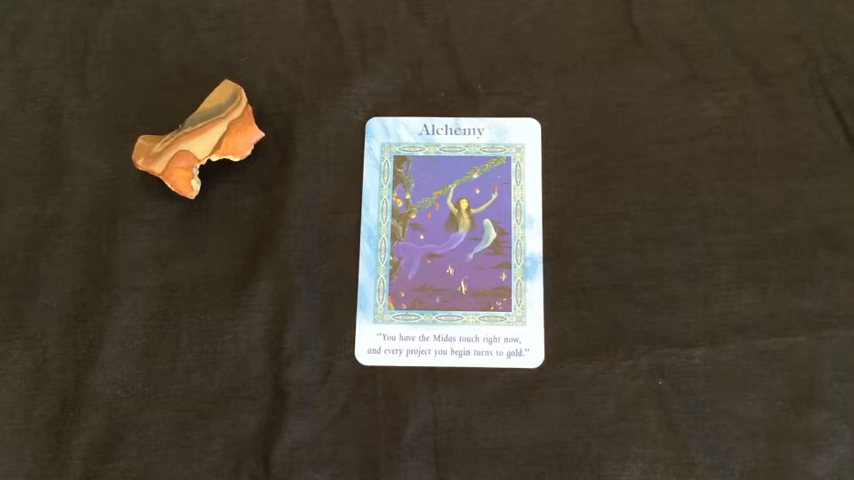 Alchemy
"You have the Midas touch right now,
and every project you begin turns to gold."